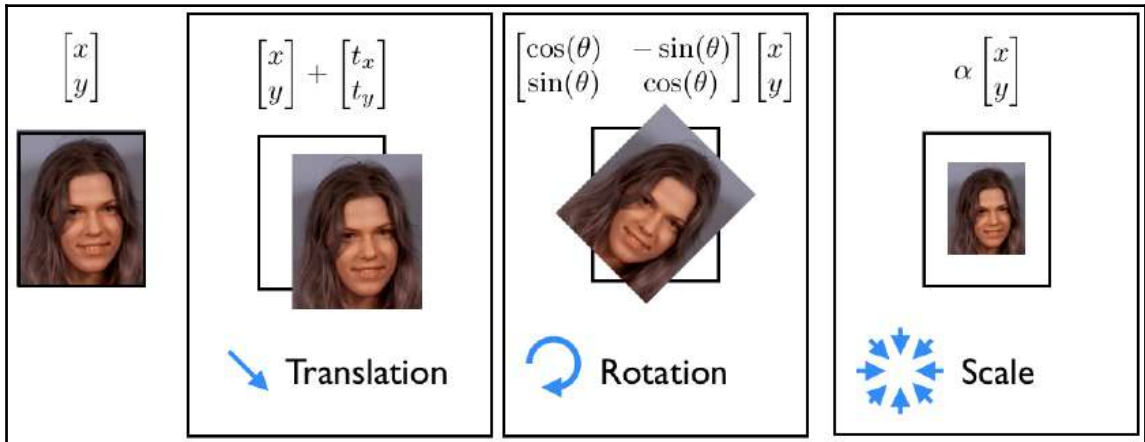 [x y]
[x y] + [t_x t_y]
[cos(θ) − sin(θ) sin(θ) cos(θ)] [x y]
α [x y]
Translation
Rotation
Scale